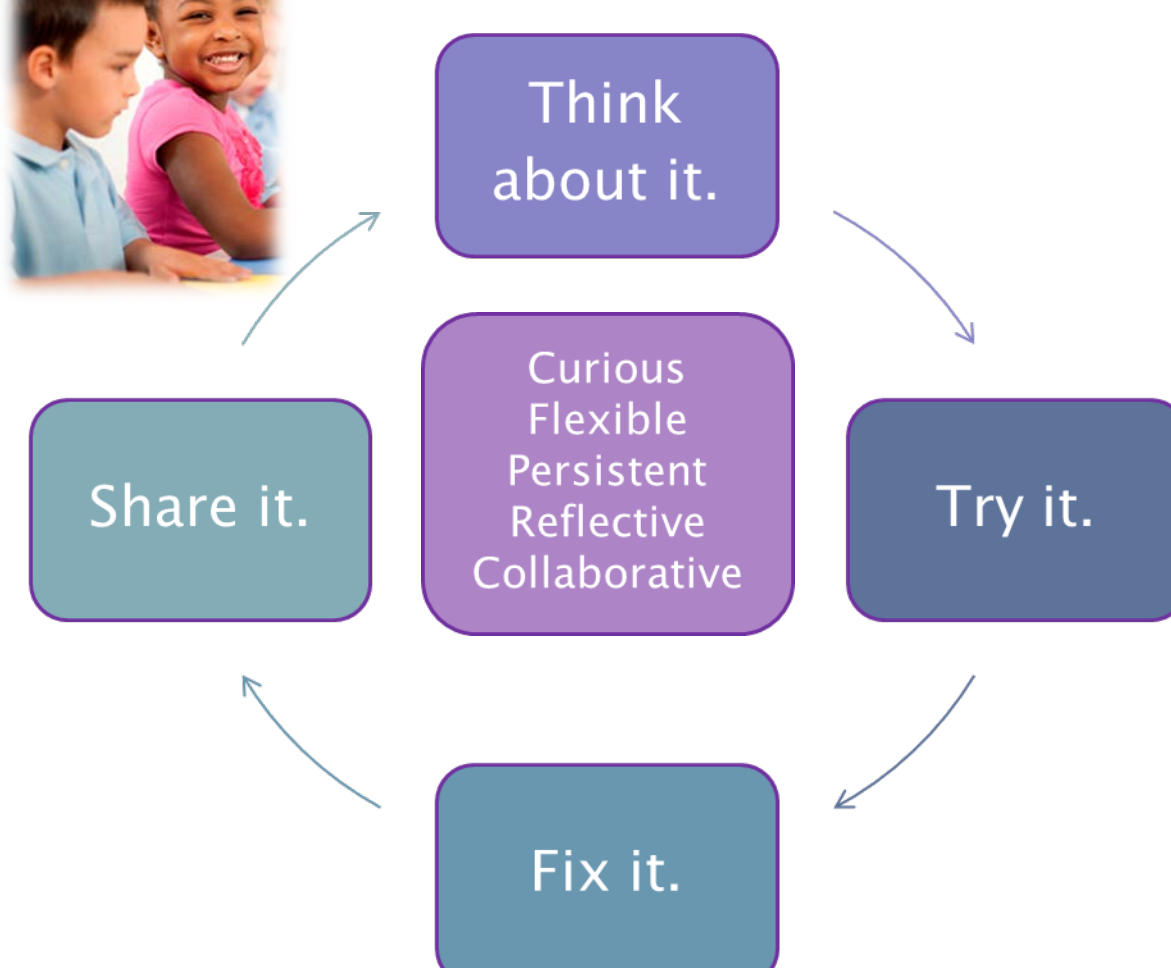 Think
about it.
Curious
Flexible
Persistent
Reflective
Collaborative
Share it.
Try it.
Fix it.